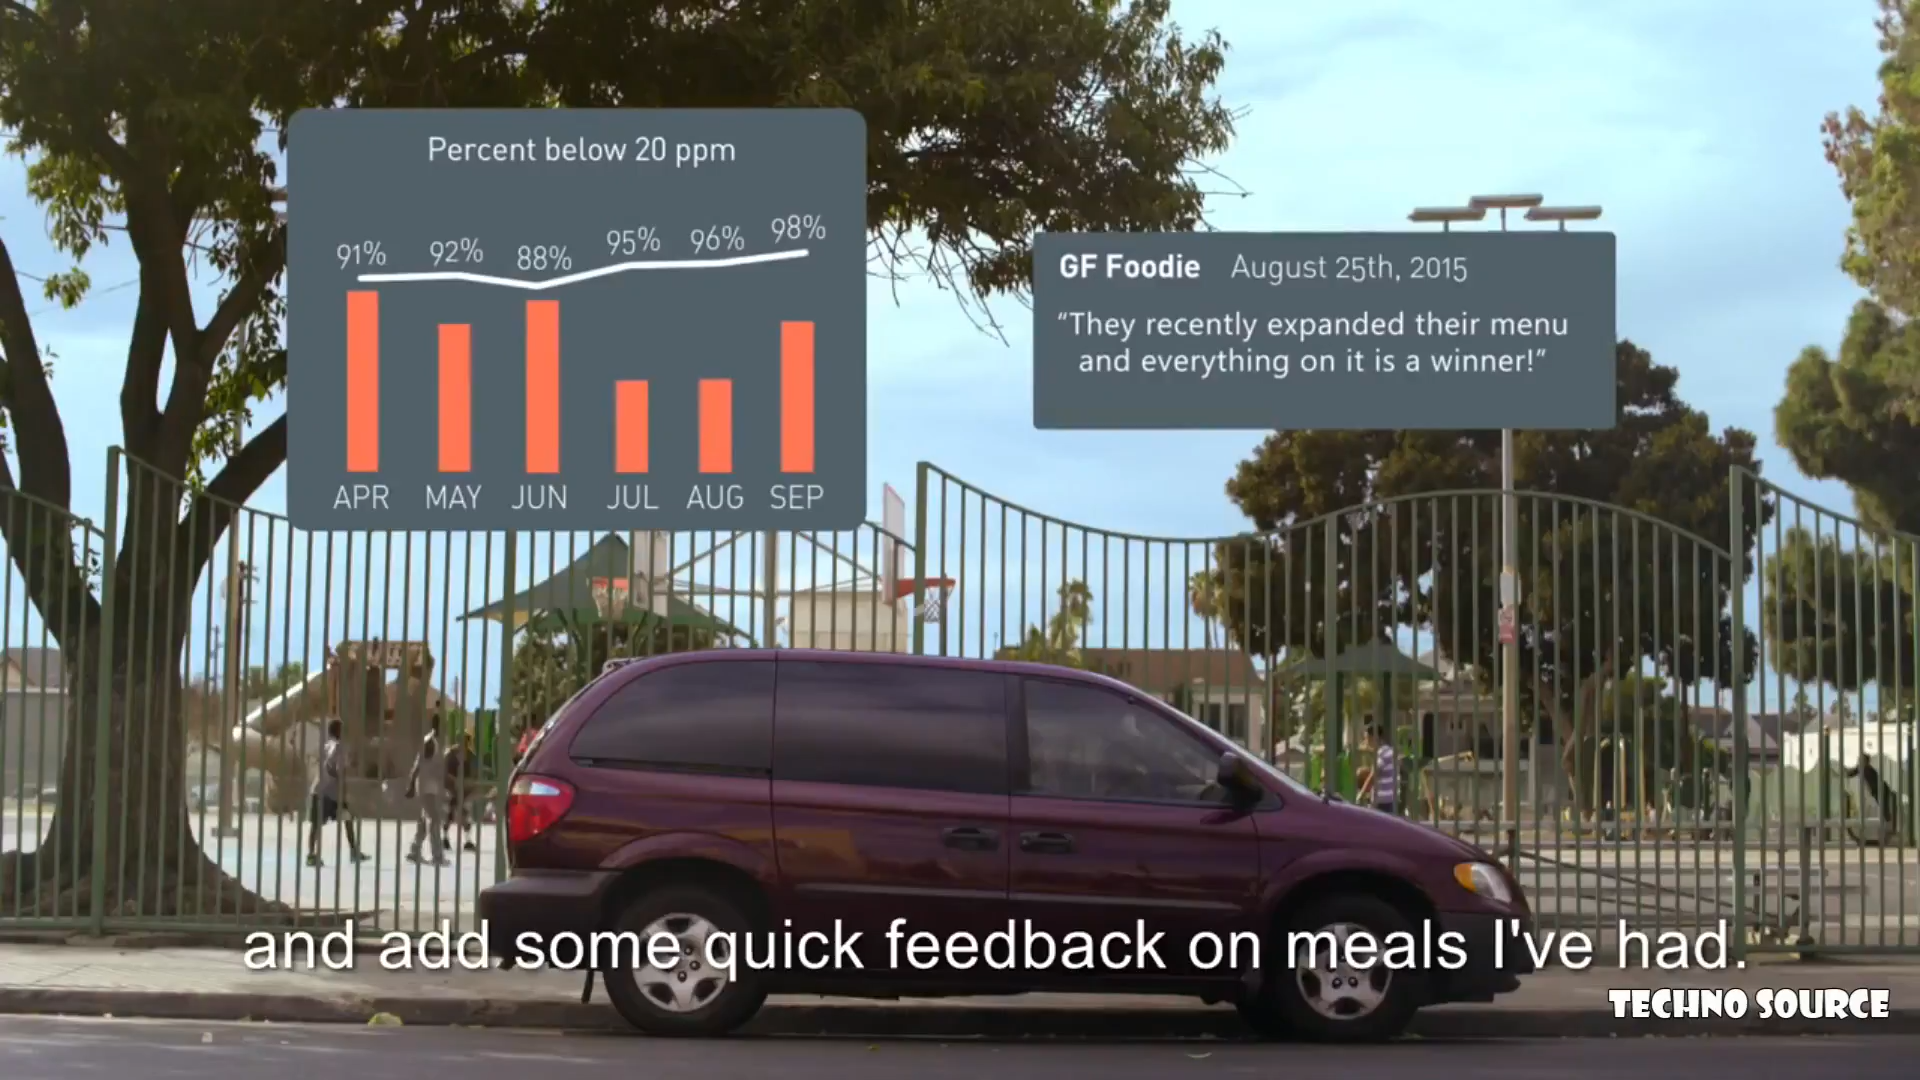 Percent below 20 ppm
91% 92% 88% 95% 96% 98%
APR MAY JUN JUL AUG SEP
GF Foodie August 25th, 2015
“They recently expanded their menu
and everything on it is a winner!”
and add some quick feedback on meals I've had.
TECHNO SOURCE